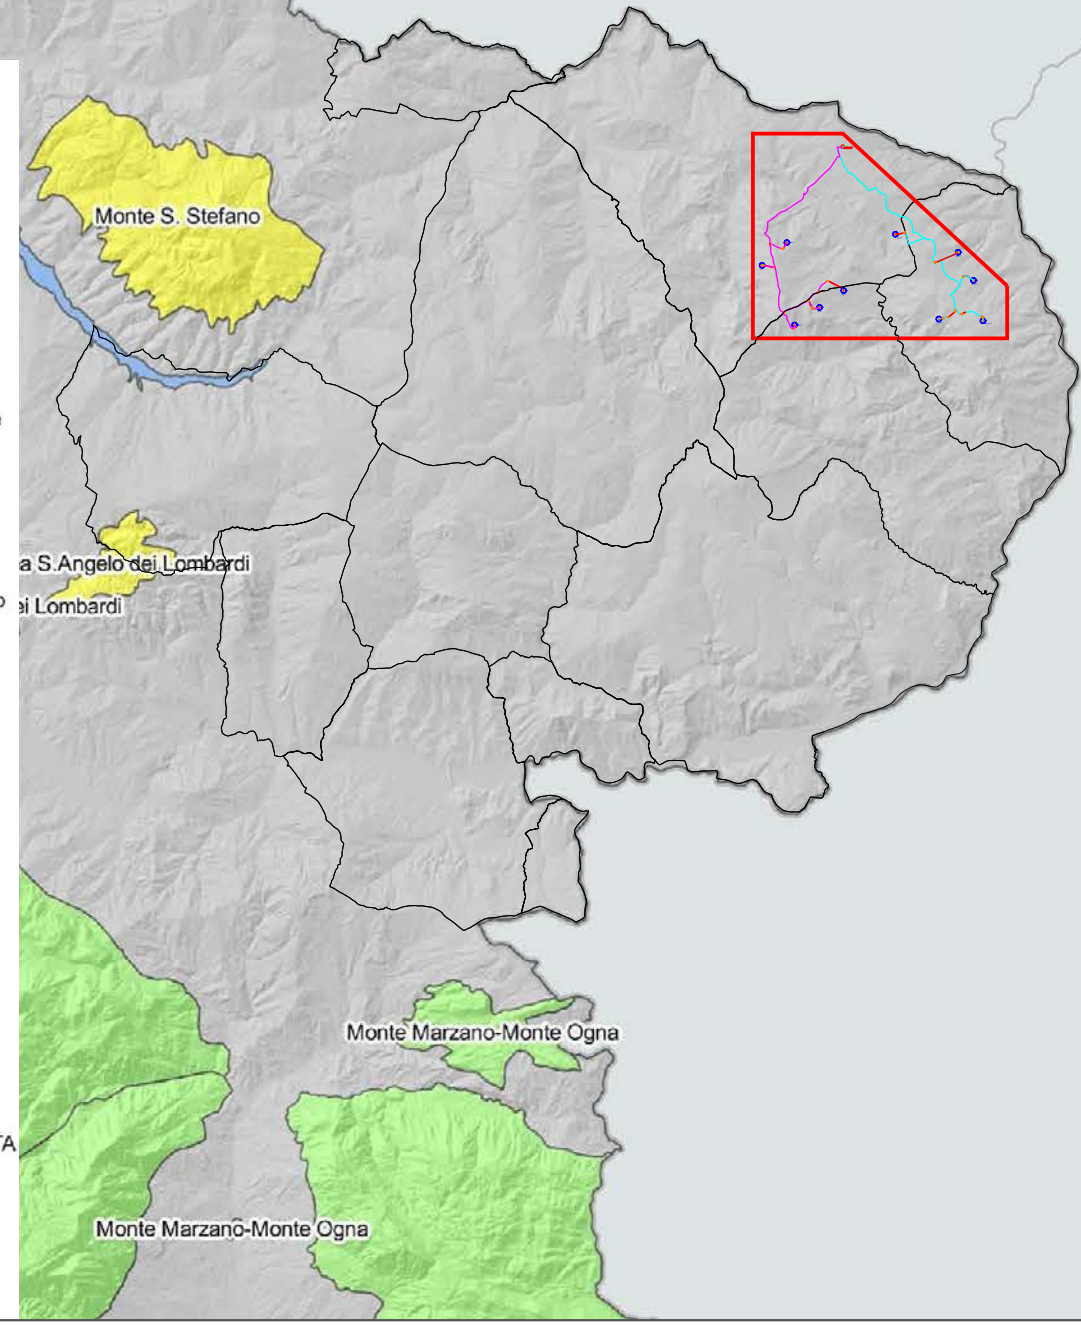 Monte S. Stefano
a S.Angelo dei Lombardi
ei Lombardi
Monte Marzano-Monte Ogna
TA
Monte Marzano-Monte Ogna